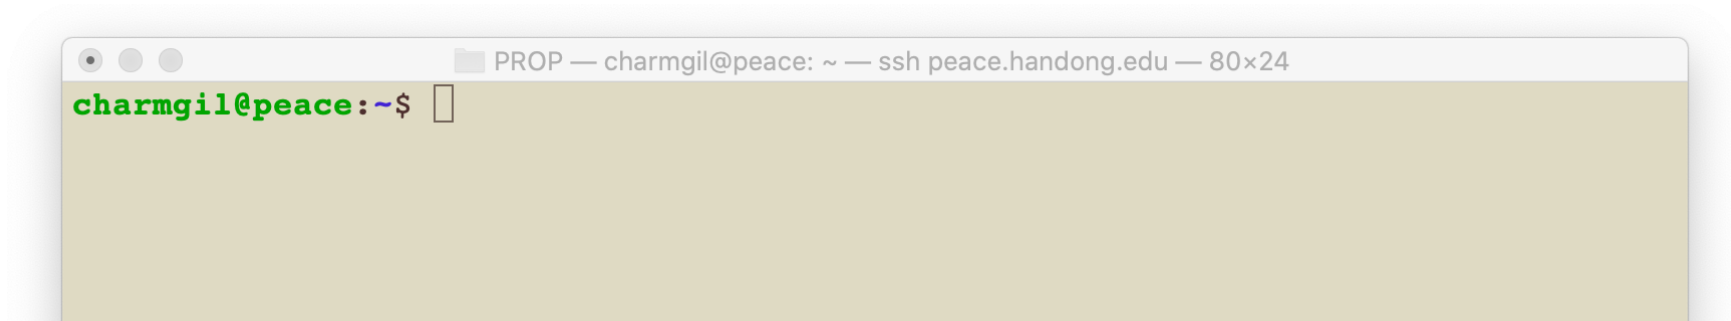 PROP — charmgil@peace: ~ — ssh peace.handong.edu — 80×24
charmgil@peace:~$